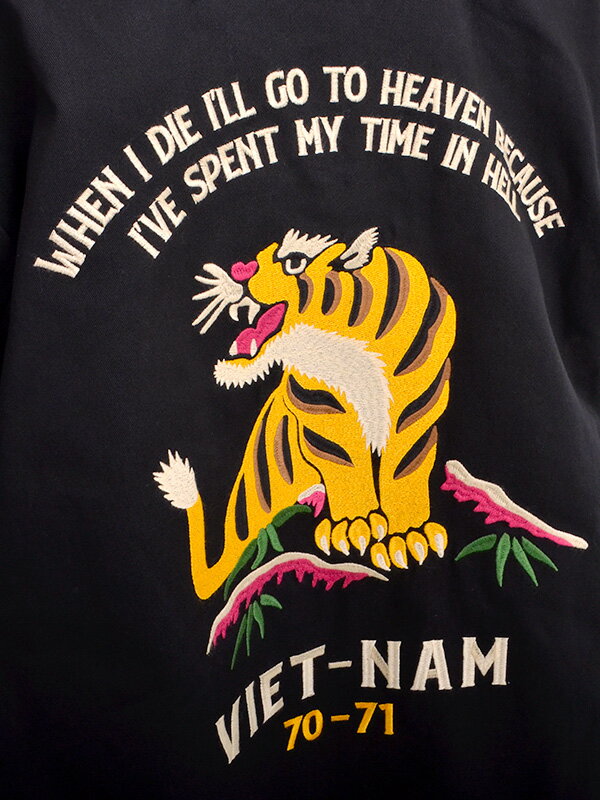 WHEN I DIE I'LL GO TO HEAVEN BECAUSE
I'VE SPENT MY TIME IN HELL
VIET-NAM
70-71